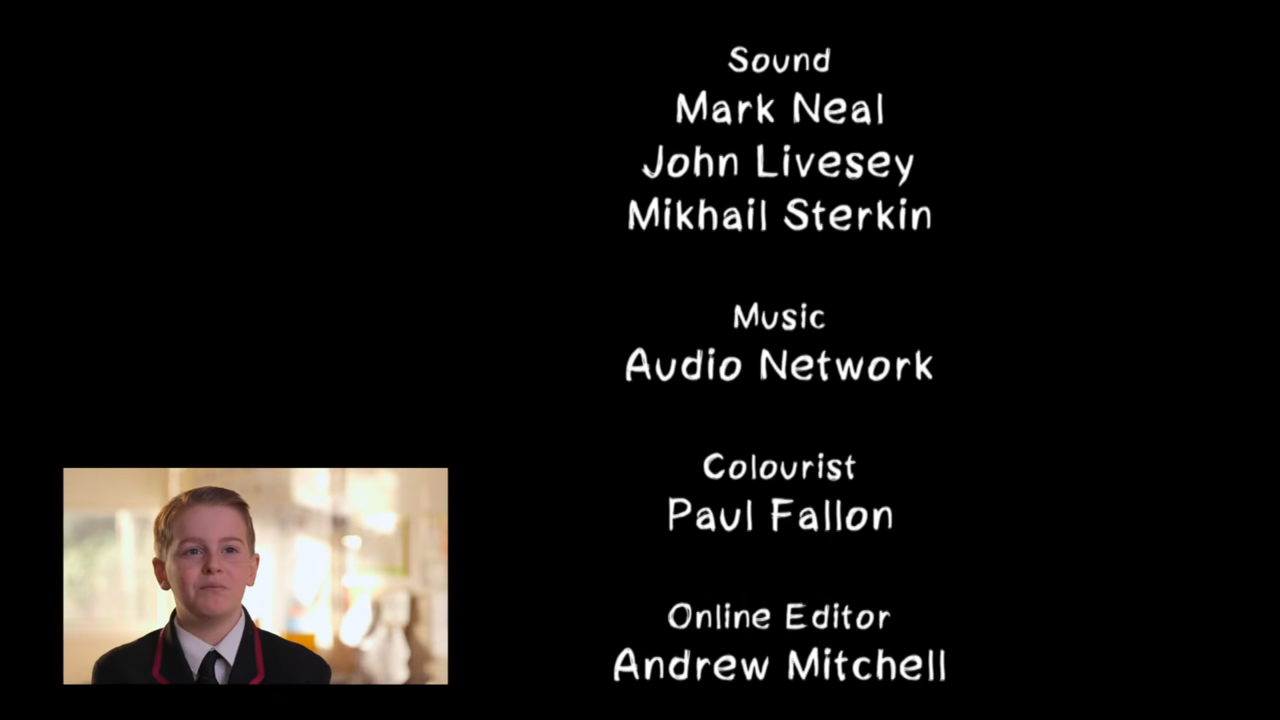 Sound
Mark Neal
John Livesey
Mikhail Sterkin
Music
Audio Network
Colourist
Paul Fallon
Online Editor
Andrew Mitchell